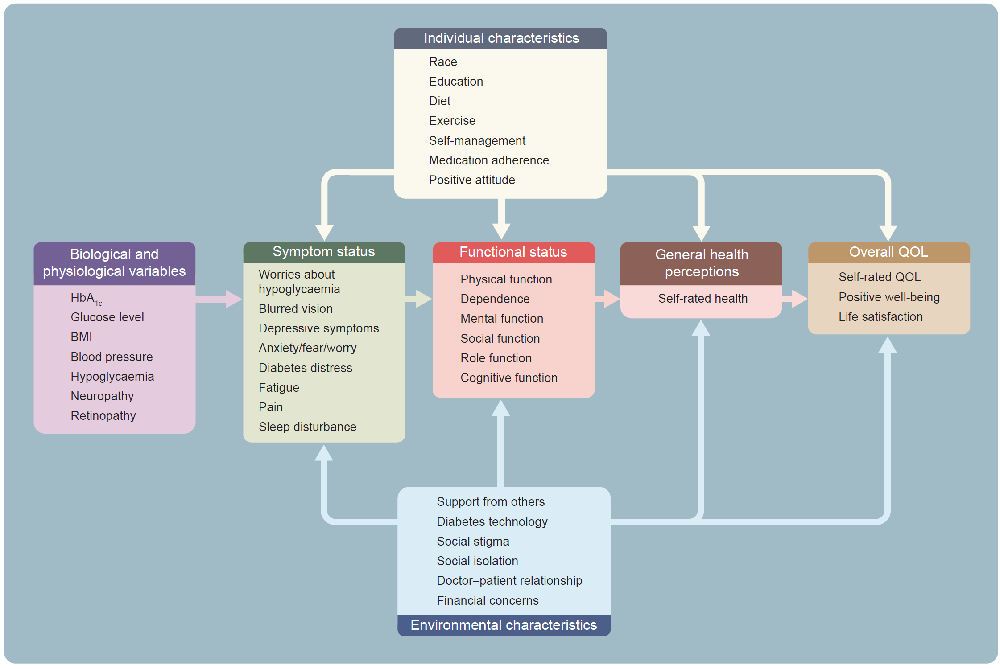 Individual characteristics
Race
Education
Diet
Exercise
Self-management
Medication adherence
Positive attitude
Biological and
physiological variables
HbA1c
Glucose level
BMI
Blood pressure
Hypoglycaemia
Neuropathy
Retinopathy
Symptom status
Worries about
hypoglycaemia
Blurred vision
Depressive symptoms
Anxiety/fear/worry
Diabetes distress
Fatigue
Pain
Sleep disturbance
Functional status
Physical function
Dependence
Mental function
Social function
Role function
Cognitive function
General health
perceptions
Self-rated health
Overall QOL
Self-rated QOL
Positive well-being
Life satisfaction
Support from others
Diabetes technology
Social stigma
Social isolation
Doctor–patient relationship
Financial concerns
Environmental characteristics